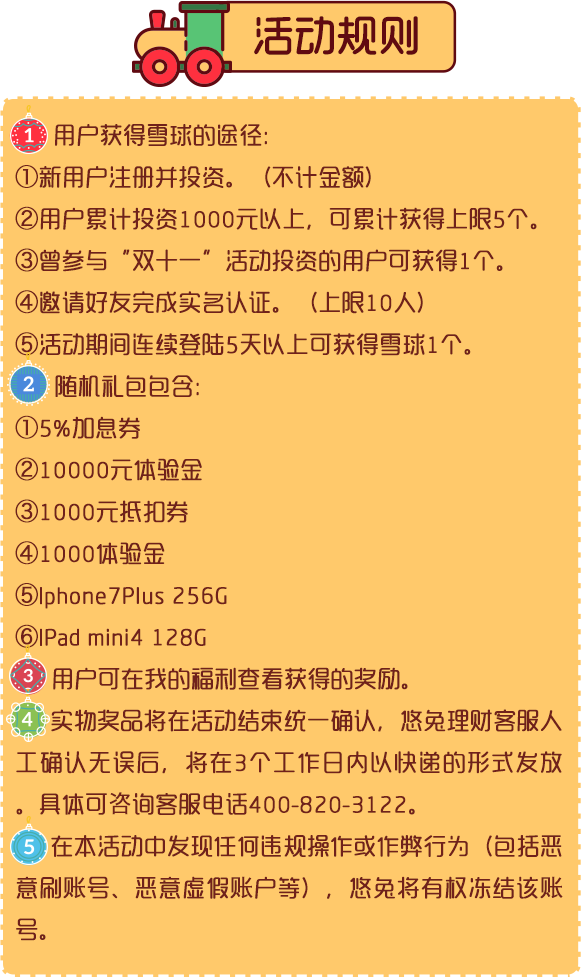 活动规则
1 用户获得雪球的途径:
①新用户注册并投资。（不计金额）
②用户累计投资1000元以上，可累计获得上限5个。
③曾参与“双十一”活动投资的用户可获得1个。
④邀请好友完成实名认证。（上限10人）
⑤活动期间连续登陆5天以上可获得雪球1个。
2 随机礼包包含:
①5%加息券
②10000元体验金
③1000元抵扣券
④1000体验金
⑤Iphone7Plus 256G
⑥IPad mini4 128G
3 用户可在我的福利查看获得的奖励。
4 实物奖品将在活动结束统一确认，悠兔理财客服人
工确认无误后，将在3个工作日内以快递的形式发放
。具体可咨询客服电话400-820-3122。
5 在本活动中发现任何违规操作或作弊行为（包括恶
意刷账号、恶意虚假账户等），悠兔将有权冻结该账
号。